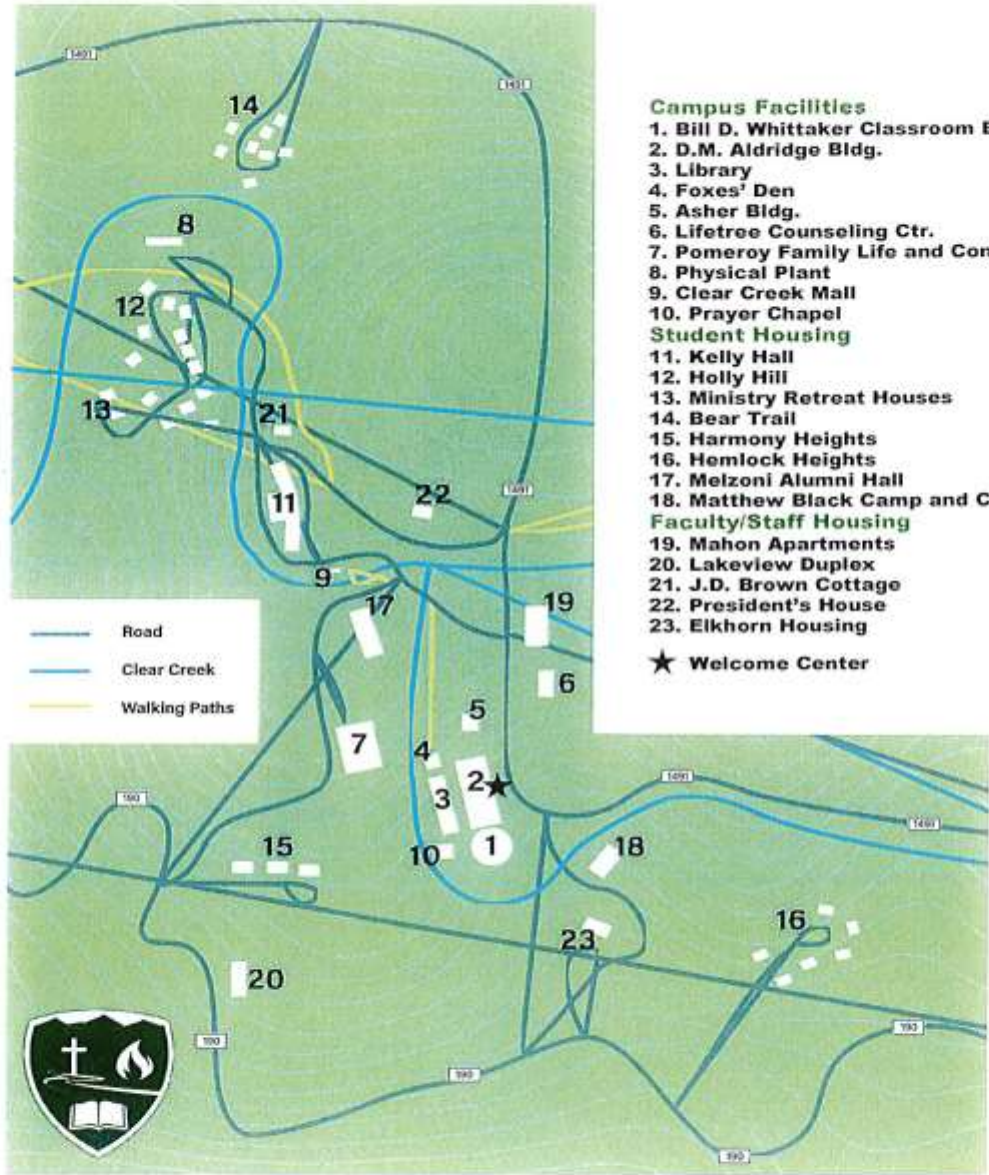 1491
1491
14
8
12
13
21
11
22
1491
9
17
19
6
5
4
7
2
3
10
1
18
15
190
1491
1491
23
16
20
190
190
190
190
Campus Facilities
1. Bill D. Whittaker Classroom B
2. D.M. Aldridge Bldg.
3. Library
4. Foxes' Den
5. Asher Bldg.
6. Lifetree Counseling Ctr.
7. Pomeroy Family Life and Con
8. Physical Plant
9. Clear Creek Mall
10. Prayer Chapel
Student Housing
11. Kelly Hall
12. Holly Hill
13. Ministry Retreat Houses
14. Bear Trail
15. Harmony Heights
16. Hemlock Heights
17. Melzoni Alumni Hall
18. Matthew Black Camp and C
Faculty/Staff Housing
19. Mahon Apartments
20. Lakeview Duplex
21. J.D. Brown Cottage
22. President's House
23. Elkhorn Housing
Welcome Center
Road
Clear Creek
Walking Paths